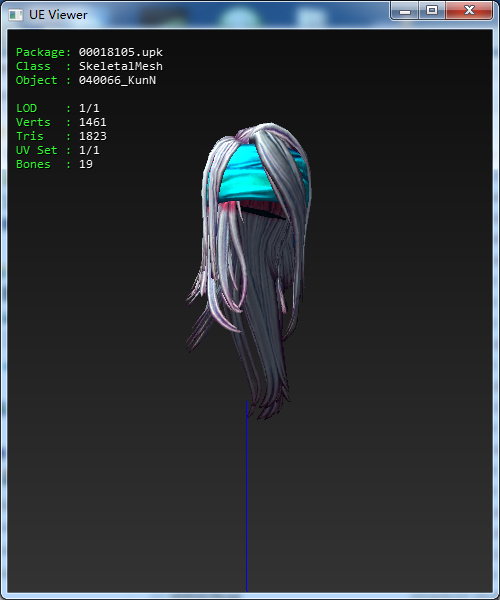 UE Viewer
Package: 00018105.upk
Class : SkeletalMesh
Object : 040066_KunN
LOD : 1/1
Verts : 1461
Tris : 1823
UV Set : 1/1
Bones : 19